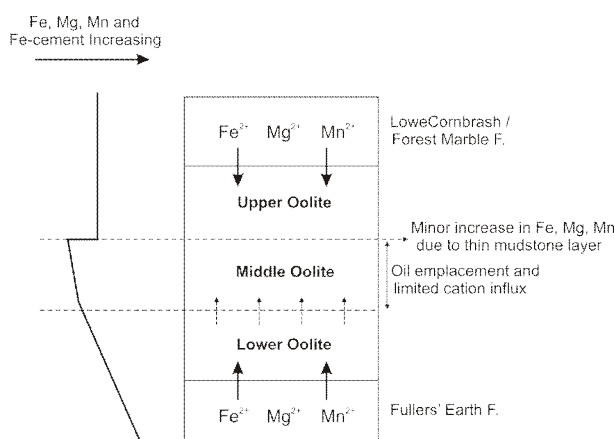 Fe, Mg, Mn and
Fe-cement Increasing
Fe²⁺ Mg²⁺ Mn²⁺
LoweCornbrash /
Forest Marble F.
Upper Oolite
Minor increase in Fe, Mg, Mn
due to thin mudstone layer
Middle Oolite
Oil emplacement and
limited cation influx
Lower Oolite
Fe²⁺ Mg²⁺ Mn²⁺
Fullers' Earth F.